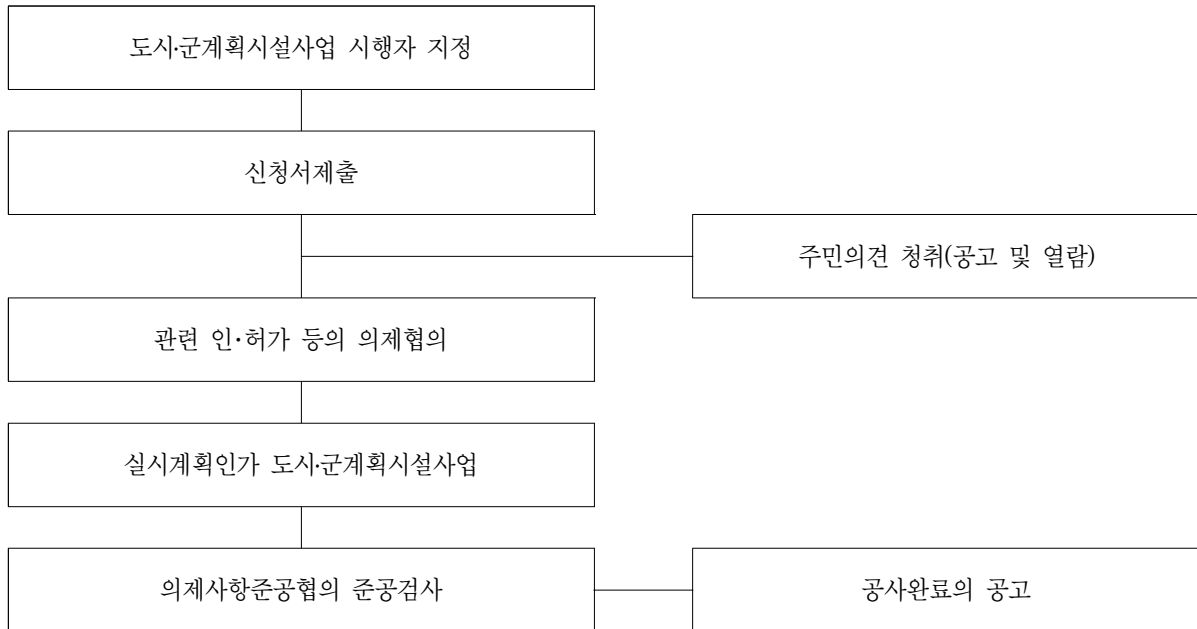 도시·군계획시설사업 시행자 지정
신청서제출
주민의견 청취(공고 및 열람)
관련 인·허가 등의 의제협의
실시계획인가 도시·군계획시설사업
의제사항준공협의 준공검사
공사완료의 공고